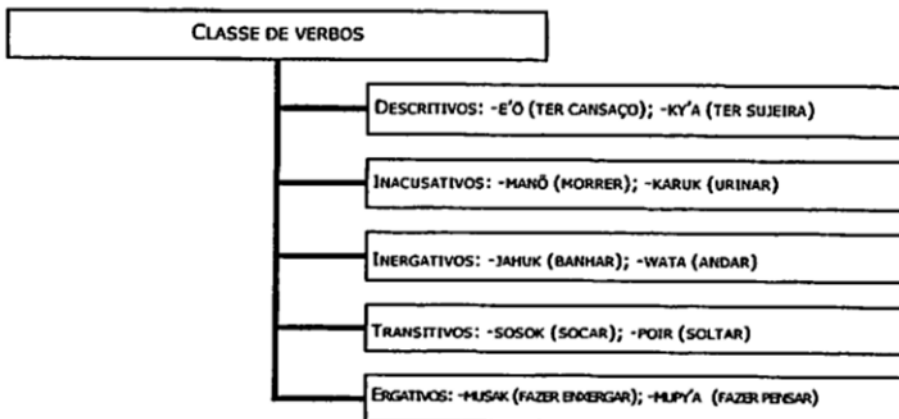 CLASSE DE VERBOS
DESCRITIVOS: -E'Õ (TER CANSAÇO); -KY'A (TER SUJEIRA)
INACUSATIVOS: -MANÕ (MORRER); -KARUK (URINAR)
INERGATIVOS: -JAHUK (BANHAR); -WATA (ANDAR)
TRANSITIVOS: -SOSOK (SOCAR); -POIR (SOLTAR)
ERGATIVOS: -MUSAK (FAZER ENXERGAR); -MUPY'A (FAZER PENSAR)